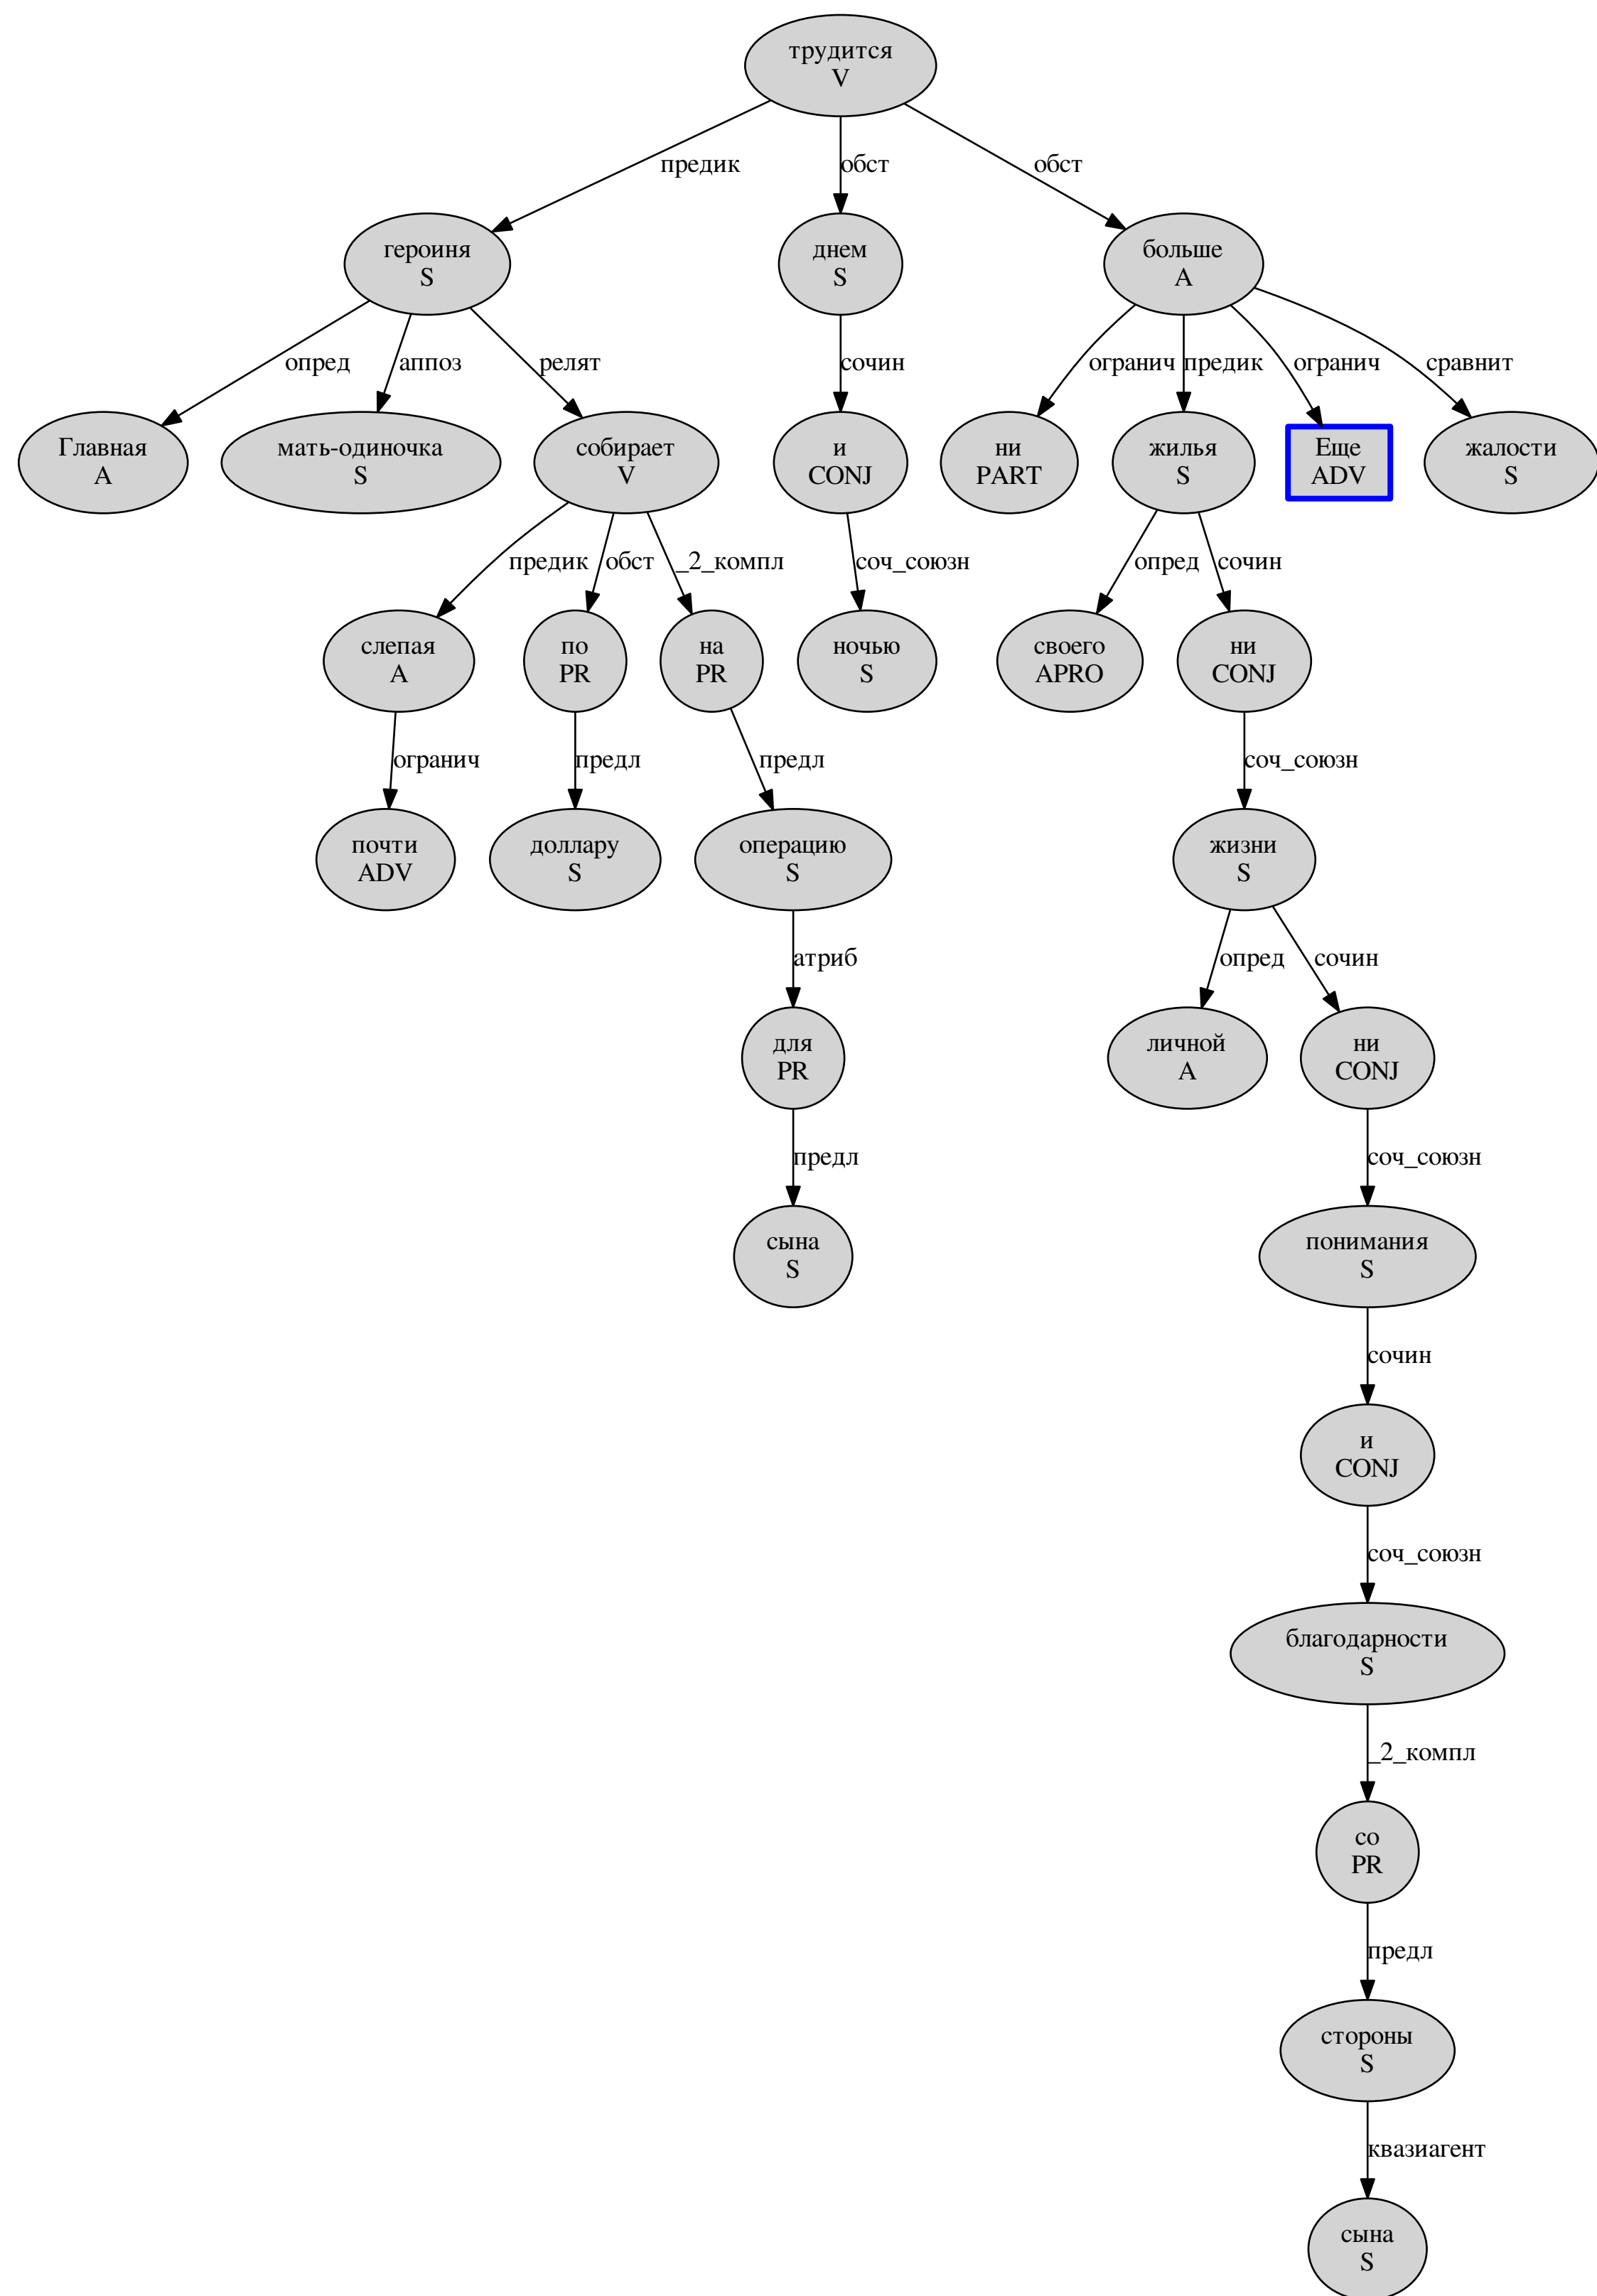 трудится
V
предик
обст
обст
героиня
S
днем
S
больше
A
опред
аппоз
релят
сочин
огранич
предик
огранич
сравнит
Главная
A
мать-одиночка
S
собирает
V
и
CONJ
ни
PART
жилья
S
Еще
ADV
жалости
S
предик
обст
_2_компл
соч_союзн
опред
сочин
слепая
A
по
PR
на
PR
ночью
S
своего
APRO
ни
CONJ
огранич
предл
предл
соч_союзн
почти
ADV
доллару
S
операцию
S
жизни
S
атриб
опред
сочин
для
PR
личной
A
ни
CONJ
предл
соч_союзн
сына
S
понимания
S
сочин
и
CONJ
соч_союзн
благодарности
S
_2_компл
со
PR
предл
стороны
S
квазиагент
сына
S